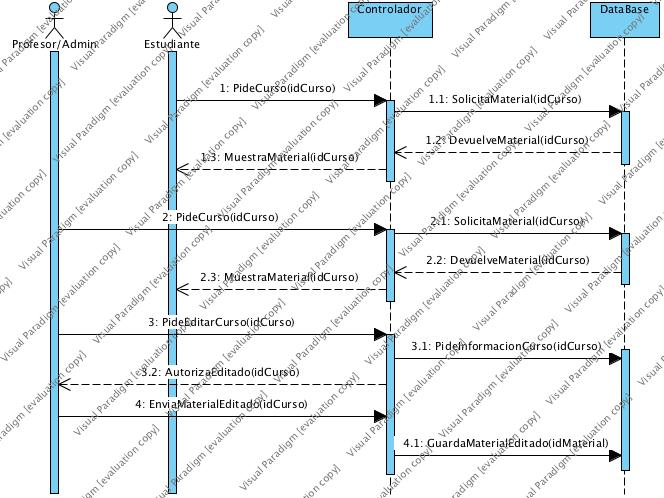 Profesor/Admin
Estudiante
Controlador
DataBase
1: PideCurso(idCurso)
1.1: SolicitaMaterial(idCurso)
1.2: DevuelveMaterial(idCurso)
1.3: MuestraMaterial(idCurso)
2: PideCurso(idCurso)
2.1: SolicitaMaterial(idCurso)
2.2: DevuelveMaterial(idCurso)
2.3: MuestraMaterial(idCurso)
3: PideEditarCurso(idCurso)
3.1: PideInformacionCurso(idCurso)
3.2: AutorizaEditado(idCurso)
4: EnviaMaterialEditado(idCurso)
4.1: GuardaMaterialEditado(idMaterial)
Visual Paradigm [evaluation copy]